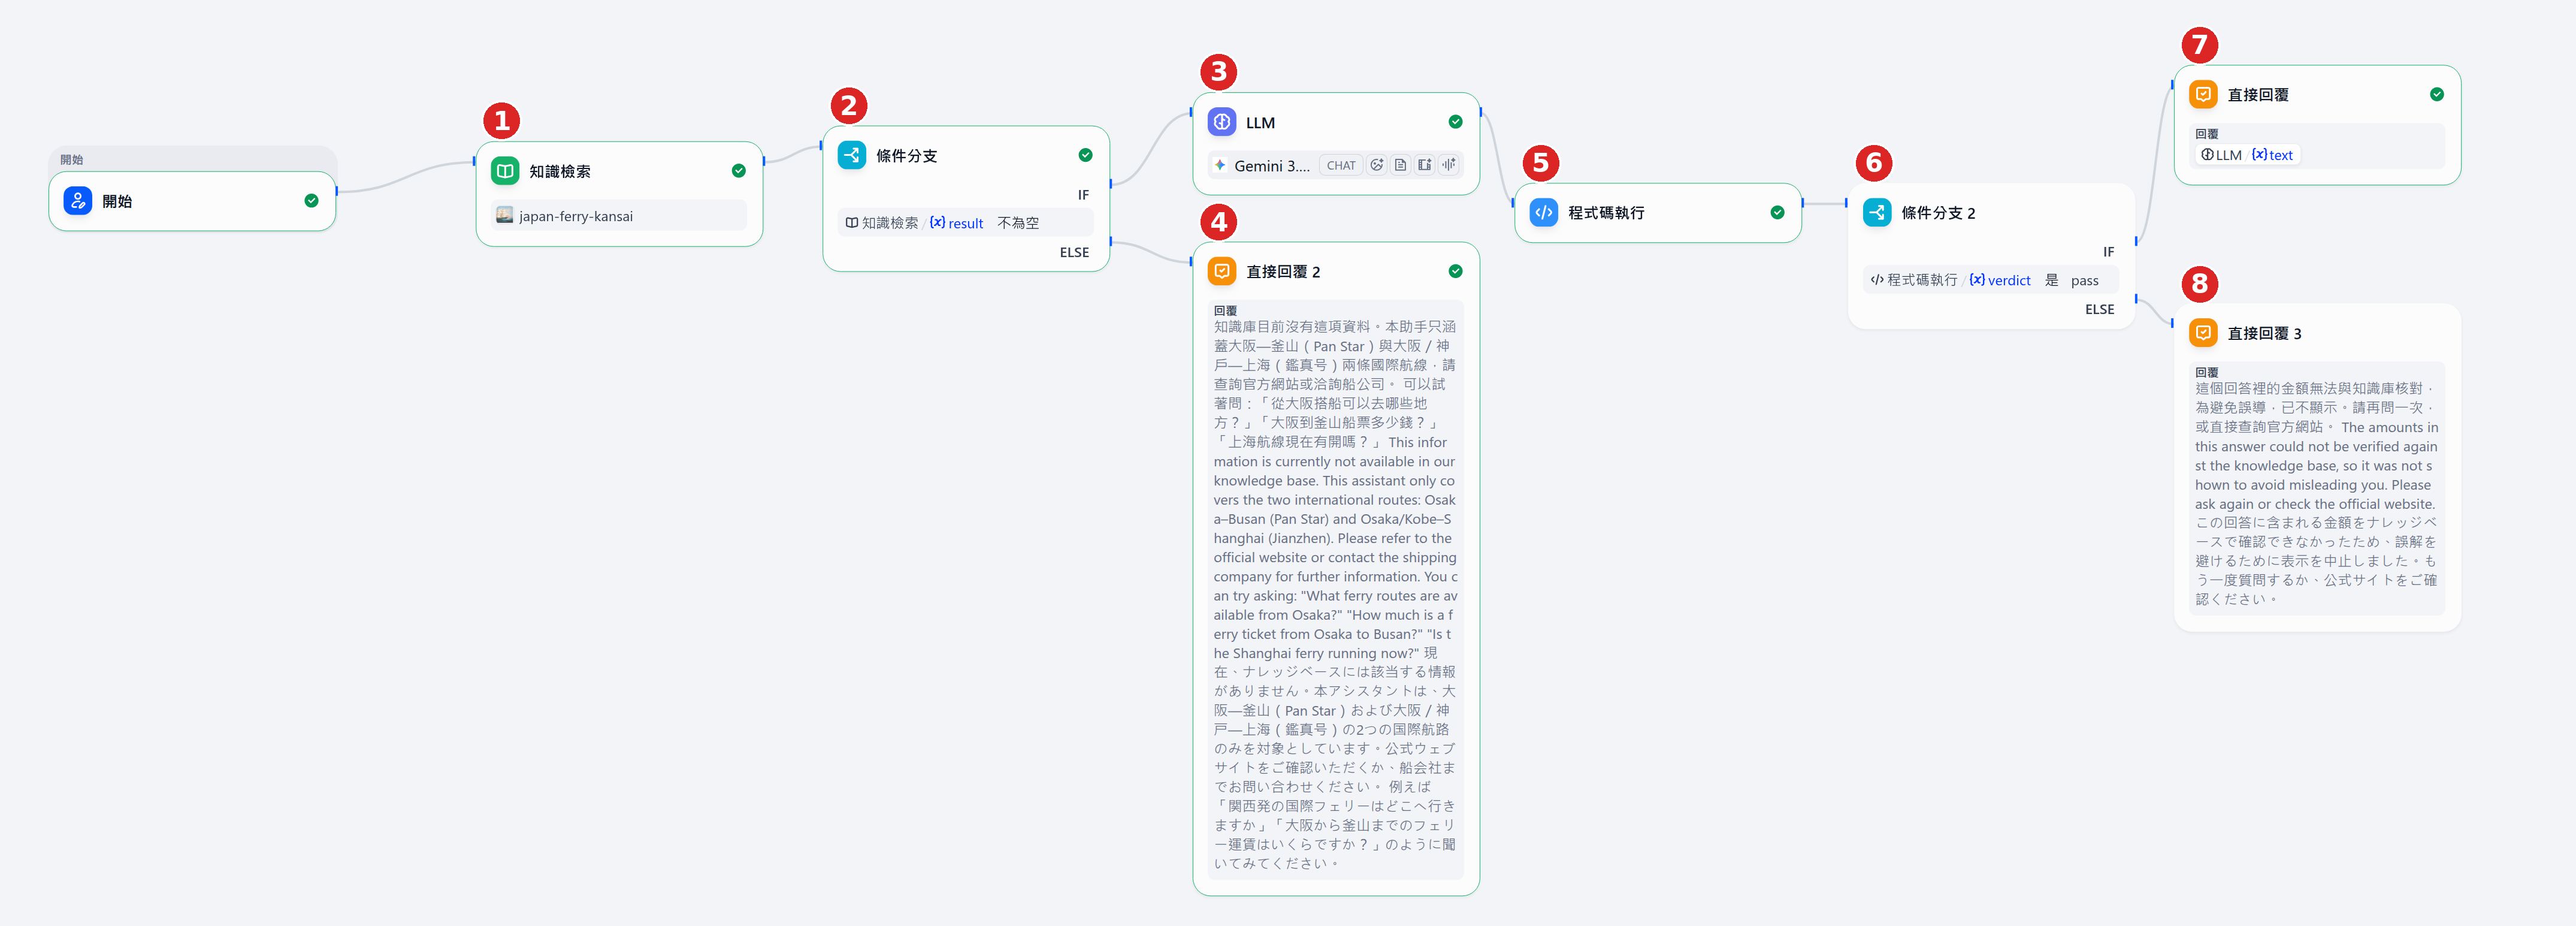 開始
開始
1
知識檢索
japan-ferry-kansai
2
條件分支
IF
知識檢索 / {x} result 不為空
ELSE
3
LLM
Gemini 3.... CHAT
4
直接回覆 2
回覆
知識庫目前沒有這項資料。本助手只涵
蓋大阪—釜山(Pan Star)與大阪/神
戶—上海(鑑真号)兩條國際航線,請
查詢官方網站或洽詢船公司。 可以試
著問:「從大阪搭船可以去哪些地
方?」「大阪到釜山船票多少錢?」
「上海航線現在有開嗎?」 This infor
mation is currently not available in our
knowledge base. This assistant only co
vers the two international routes: Osak
a–Busan (Pan Star) and Osaka/Kobe–S
hanghai (Jianzhen). Please refer to the
official website or contact the shipping
company for further information. You c
an try asking: "What ferry routes are av
ailable from Osaka?" "How much is a f
erry ticket from Osaka to Busan?" "Is t
he Shanghai ferry running now?" 現
在、ナレッジベースには該当する情報
がありません。本アシスタントは、大
阪—釜山(Pan Star)および大阪/神
戸—上海(鑑真号)の2つの国際航路
のみを対象としています。公式ウェブ
サイトをご確認いただくか、船会社ま
でお問い合わせください。 例えば
「関西発の国際フェリーはどこへ行き
ますか」「大阪から釜山までのフェリ
ー運賃はいくらですか?」のように聞
いてみてください。
5
程式碼執行
6
條件分支 2
IF
程式碼執行 / {x} verdict 是 pass
ELSE
7
直接回覆
回覆
LLM / {x} text
8
直接回覆 3
回覆
這個回答裡的金額無法與知識庫核對,
為避免誤導,已不顯示。請再問一次,
或直接查詢官方網站。 The amounts in
this answer could not be verified again
st the knowledge base, so it was not s
hown to avoid misleading you. Please
ask again or check the official website.
この回答に含まれる金額をナレッジベ
ースで確認できなかったため、誤解を
避けるために表示を中止しました。も
う一度質問するか、公式サイトをご確
認ください。